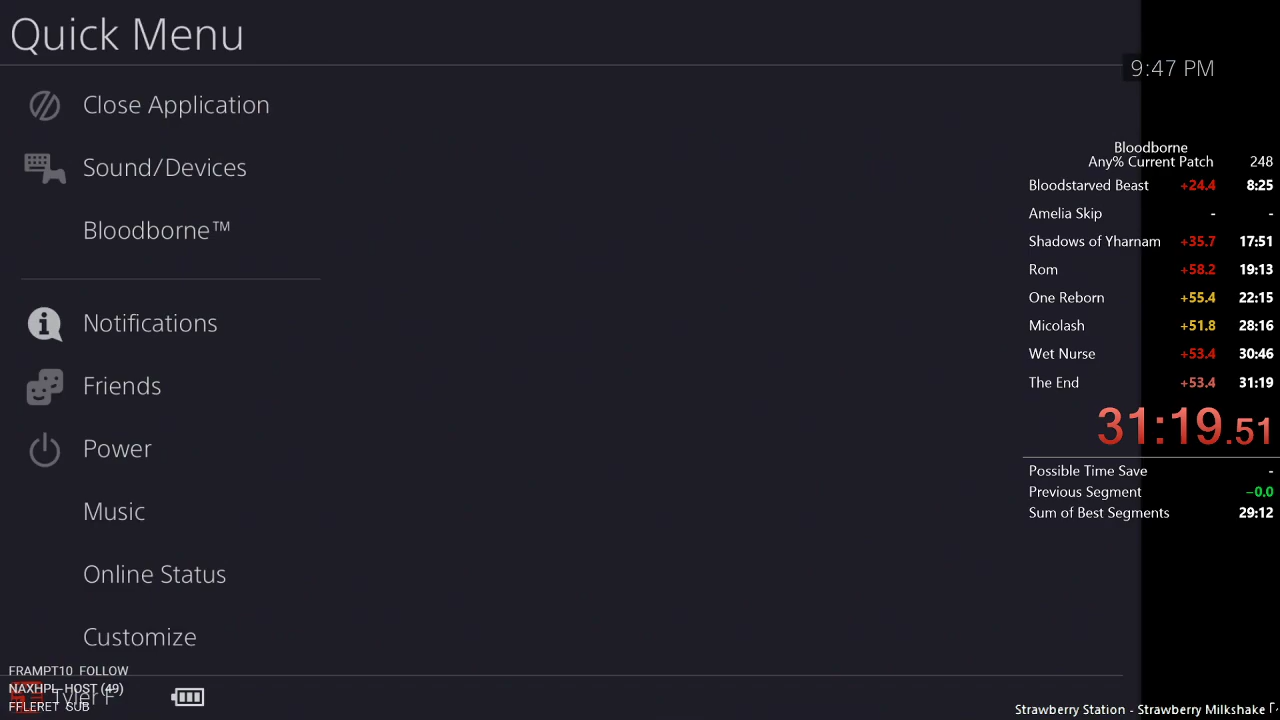 Quick Menu
9:47 PM
Close Application
Sound/Devices
Bloodborne™
Notifications
Friends
Power
Music
Online Status
Customize
FRAMPT10 FOLLOW
NAXHPL HOST (49)
Tyler F
FFLERET SUB
Bloodborne
Any% Current Patch 248
Bloodstarved Beast +24.4 8:25
Amelia Skip - -
Shadows of Yharnam +35.7 17:51
Rom +58.2 19:13
One Reborn +55.4 22:15
Micolash +51.8 28:16
Wet Nurse +53.4 30:46
The End +53.4 31:19
31:19.51
Possible Time Save -
Previous Segment −0.0
Sum of Best Segments 29:12
Strawberry Station - Strawberry Milkshake